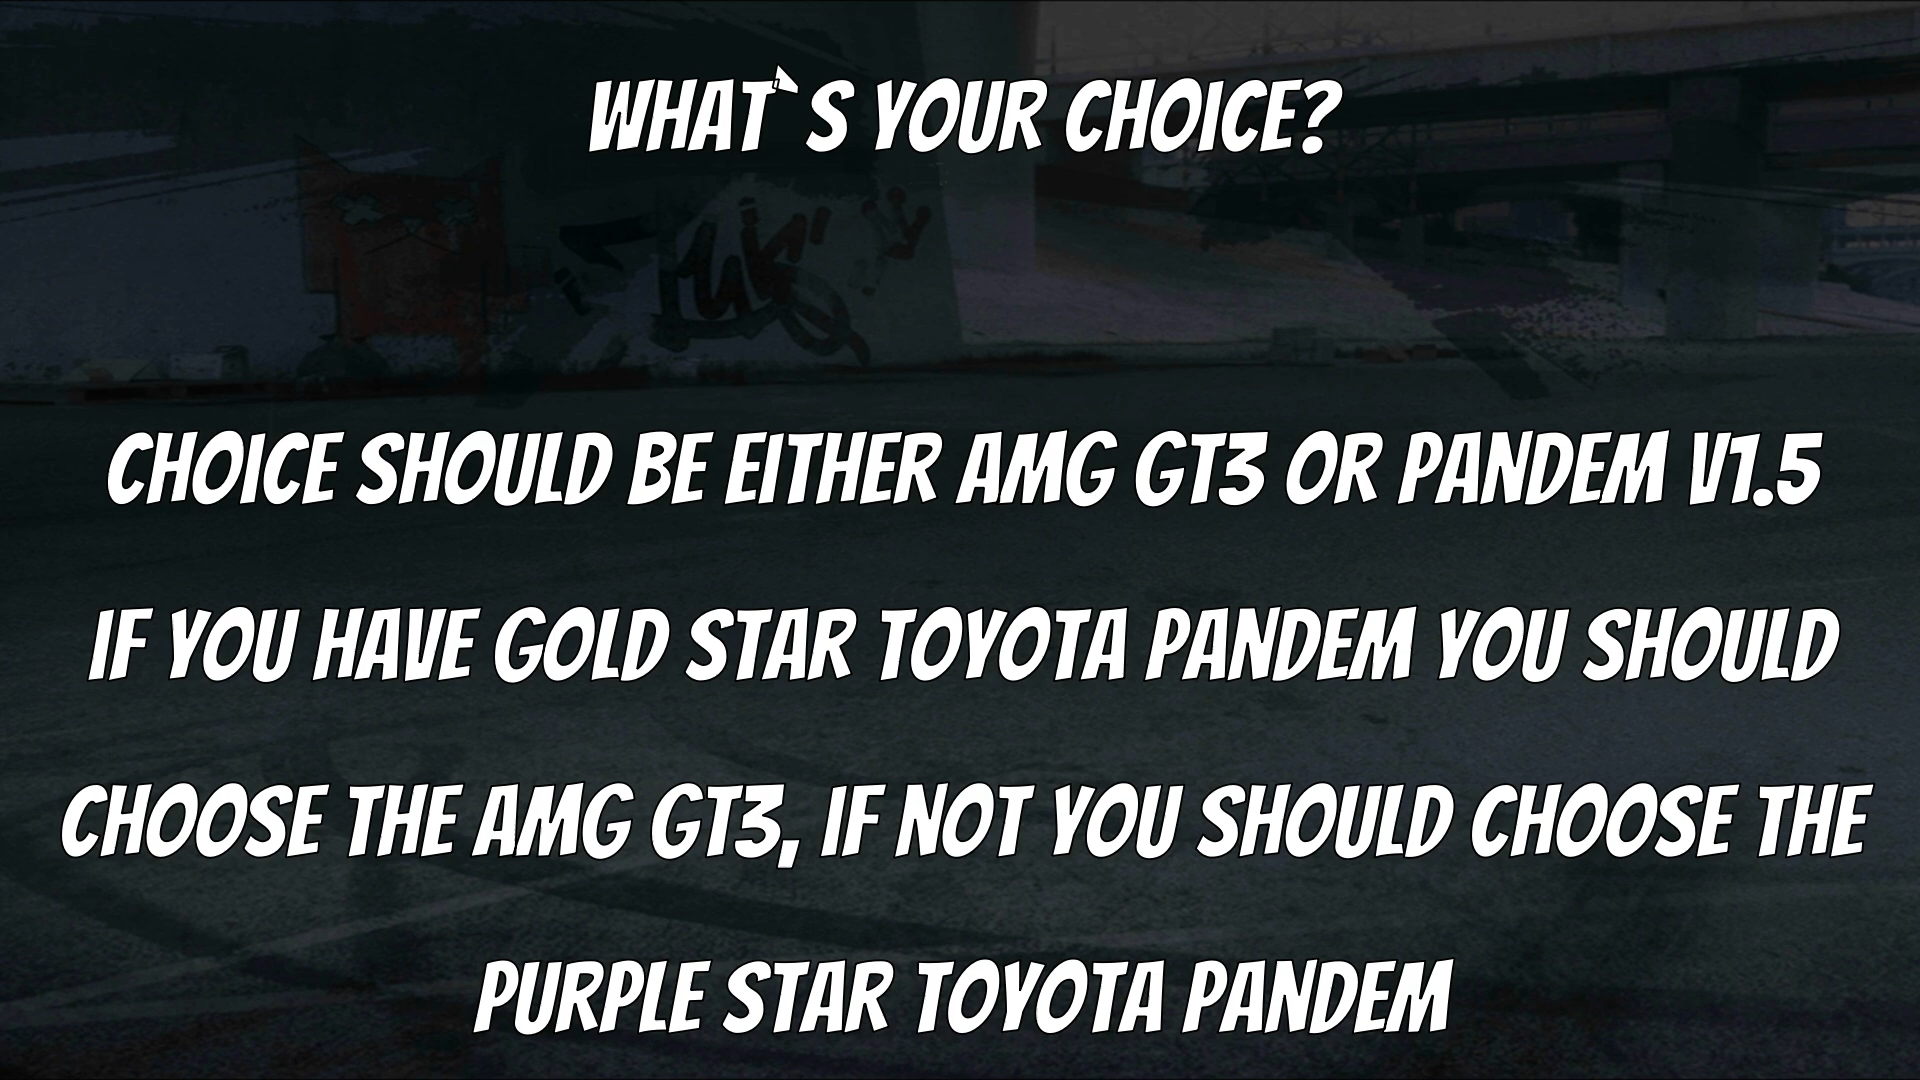 WHAT`S YOUR CHOICE?
CHOICE SHOULD BE EITHER AMG GT3 OR PANDEM V1.5
IF YOU HAVE GOLD STAR TOYOTA PANDEM YOU SHOULD
CHOOSE THE AMG GT3, IF NOT YOU SHOULD CHOOSE THE
PURPLE STAR TOYOTA PANDEM